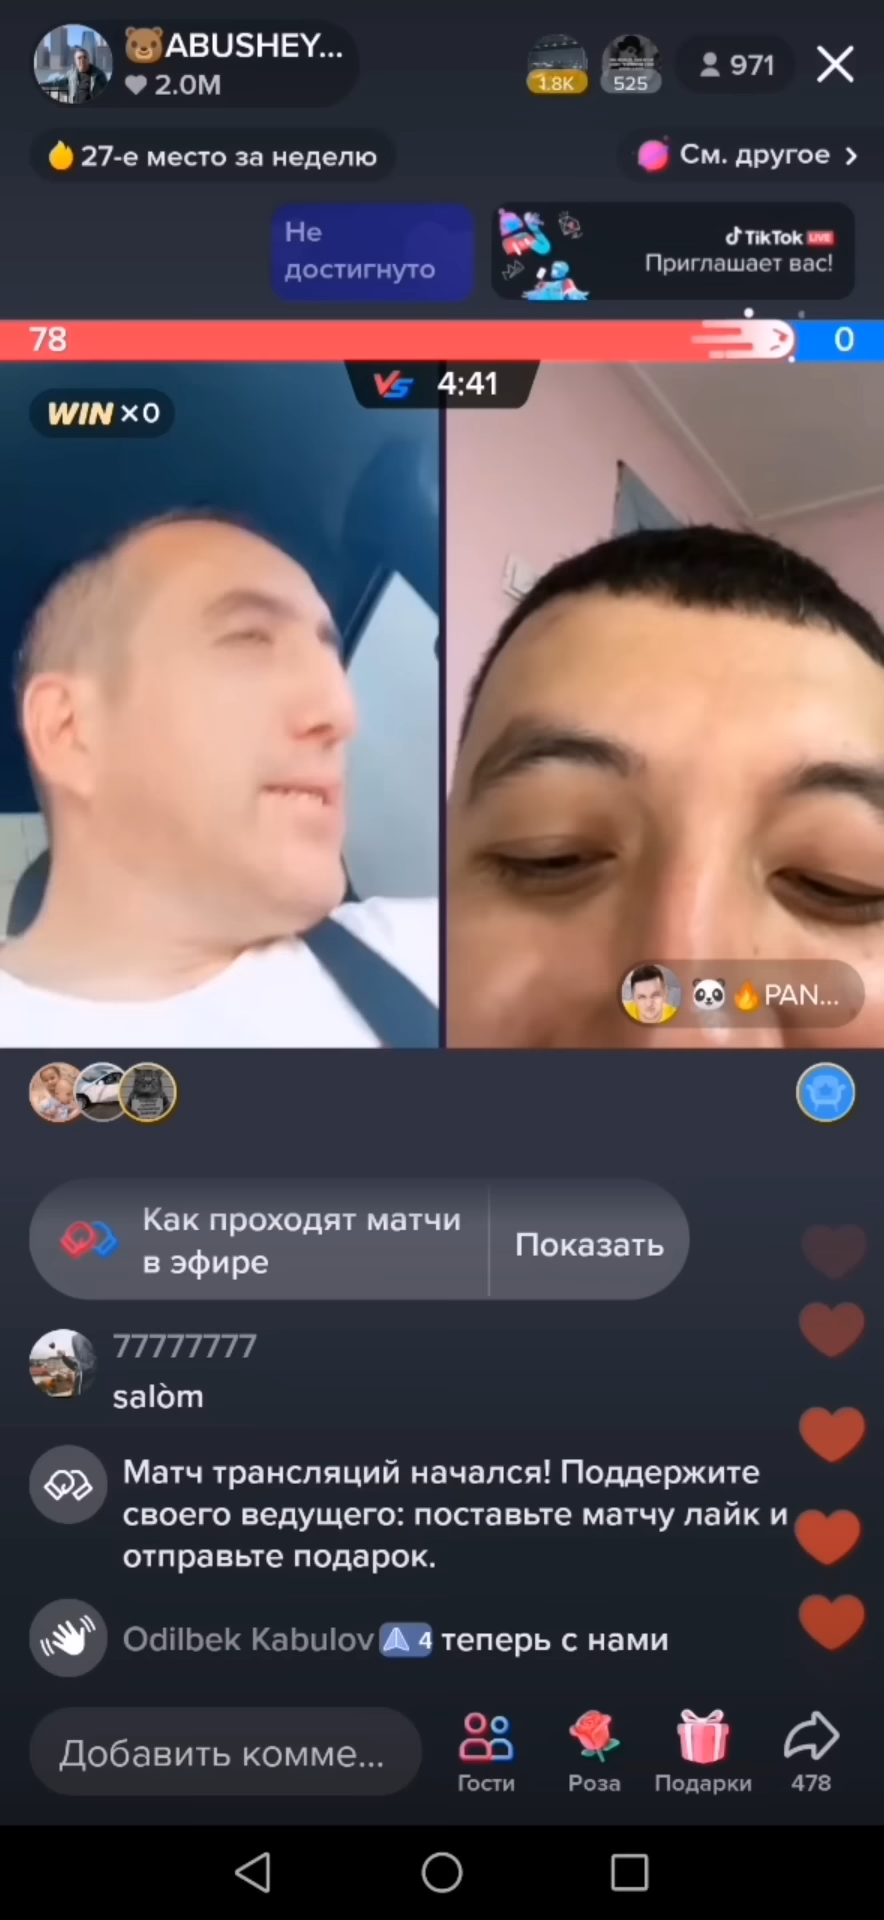 ABUSHEY...
2.0M
1.8K
525
971
27-е место за неделю
См. другое
Не
достигнуто
TikTok LIVE
Приглашает вас!
78
0
VS 4:41
WIN ×0
PAN...
Как проходят матчи
в эфире
Показать
77777777
salòm
Матч трансляций начался! Поддержите
своего ведущего: поставьте матчу лайк и
отправьте подарок.
Odilbek Kabulov 4 теперь с нами
Добавить комме...
Гости
Роза
Подарки
478